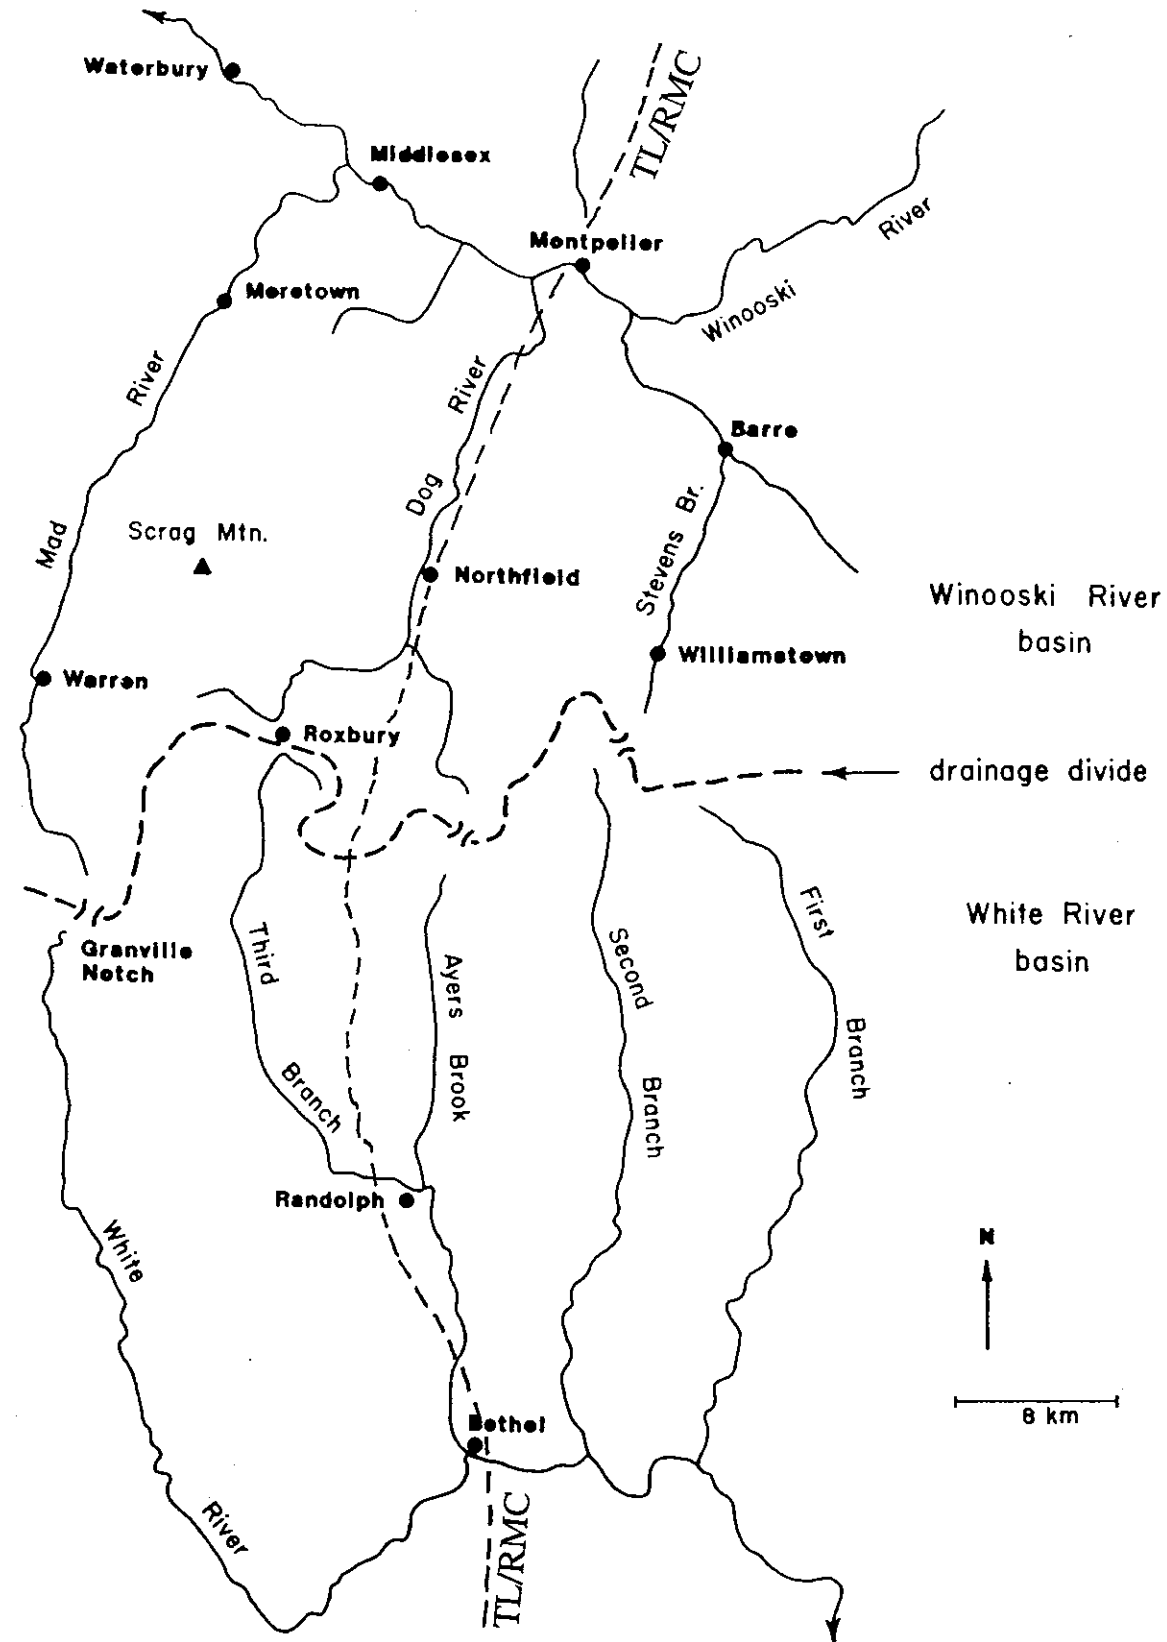 Waterbury
TL/RMC
Middlesex
River
Montpelier
Moretown
Winooski
River
River
Barre
Dog
Scrag Mtn.
Mad
Stevens Br.
Northfield
Winooski River
basin
Williamstown
Warren
Roxbury
drainage divide
First
White River
basin
Granville
Notch
Third
Second
Ayers
Branch
Branch
Brook
Branch
Randolph
White
N
8 km
Bethel
River
TL/RMC